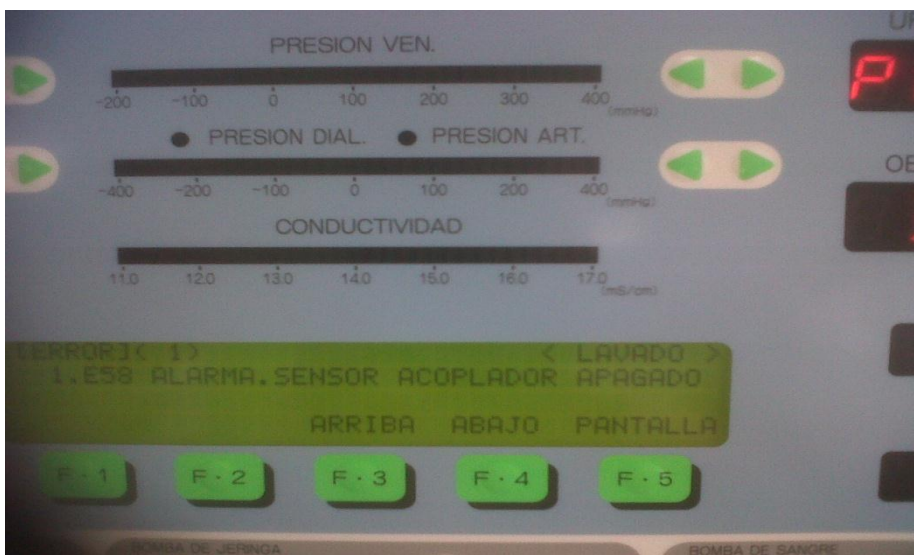 PRESION VEN.
-200 -100 0 100 200 300 400
(mmHg)
PRESION DIAL. PRESION ART.
-400 -200 -100 0 100 200 400
(mmHg)
CONDUCTIVIDAD
11.0 12.0 13.0 14.0 15.0 16.0 17.0
(mS/cm)
[ERROR]( 1) < LAVADO >
1.E58 ALARMA.SENSOR ACOPLADOR APAGADO
ARRIBA ABAJO PANTALLA
F·1 F·2 F·3 F·4 F·5
BOMBA DE JERINGA BOMBA DE SANGRE
P